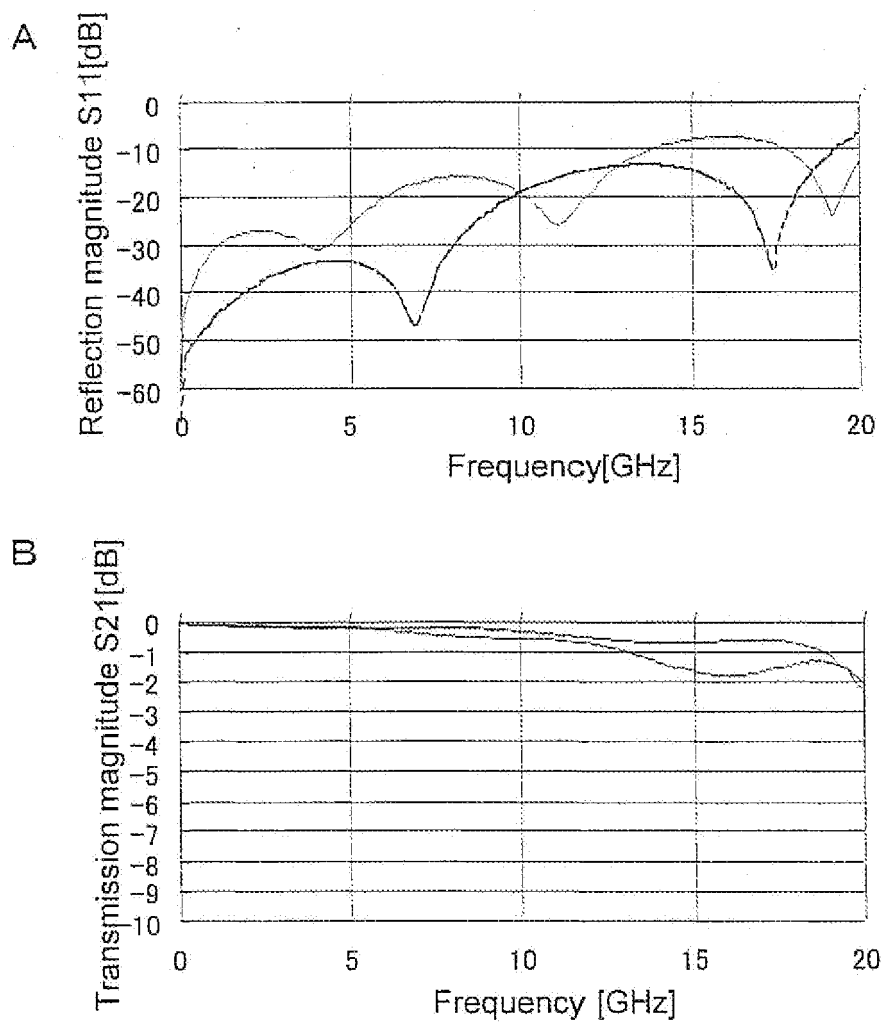 A
Reflection magnitude S11[dB]
0
-10
-20
-30
-40
-50
-60
0 5 10 15 20
Frequency[GHz]
B
Transmission magnitude S21[dB]
0
-1
-2
-3
-4
-5
-6
-7
-8
-9
-10
0 5 10 15 20
Frequency [GHz]